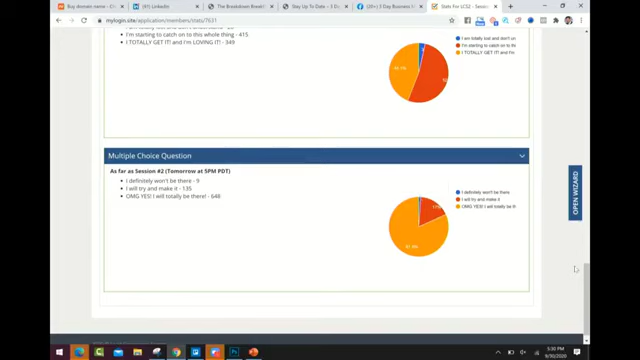 Buy domain name
LinkedIn
The Breakdown Break
Stay Up To Date
5 Day Business
Stats For LCS2 - Sessi
mylogin.site/application/members/stats/7631
I'm starting to catch on to this whole thing - 415
I am totally lost and don't un
I TOTALLY GET IT! and I'm LOVING IT! - 349
I'm starting to catch on to th
I TOTALLY GET IT! and I'm
Multiple Choice Question
As far as Session #2 (Tomorrow at 5PM PDT)
I definitely won't be there - 9
I will try and make it - 135
OMG YES! I will totally be there! - 648
I definitely won't be there
I will try and make it
OMG YES! I will totally be th
OPEN WIZARD
5:30 PM
9/30/2020